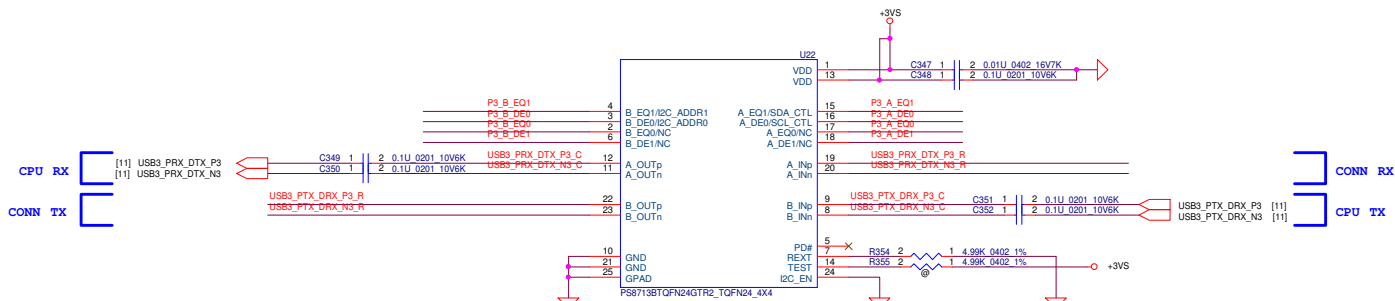 +3VS
U22
VDD 1 C347 1 2 0.01U_0402_16V7K
VDD 13 C348 1 2 0.1U_0201_10V6K
P3_B_EQ1 4 B_EQ1/I2C_ADDR1 A_EQ1/SDA_CTL 15 P3_A_EQ1
P3_B_DE0 3 B_DE0/I2C_ADDR0 A_DE0/SCL_CTL 16 P3_A_DE0
P3_B_EQ0 2 B_EQ0/NC A_EQ0/NC 17 P3_A_EQ0
P3_B_DE1 6 B_DE1/NC A_DE1/NC 18 P3_A_DE1
CPU RX
[11] USB3_PRX_DTX_P3 C349 1 2 0.1U_0201_10V6K USB3_PRX_DTX_P3_C 12 A_OUTp A_INp 19 USB3_PRX_DTX_P3_R
[11] USB3_PRX_DTX_N3 C350 1 2 0.1U_0201_10V6K USB3_PRX_DTX_N3_C 11 A_OUTn A_INn 20 USB3_PRX_DTX_N3_R
CONN RX
CONN TX
USB3_PTX_DRX_P3_R 22 B_OUTp B_INp 9 USB3_PTX_DRX_P3_C C351 1 2 0.1U_0201_10V6K USB3_PTX_DRX_P3 [11]
USB3_PTX_DRX_N3_R 23 B_OUTn B_INn 8 USB3_PTX_DRX_N3_C C352 1 2 0.1U_0201_10V6K USB3_PTX_DRX_N3 [11]
CPU TX
PD# 5
10 GND REXT 7 R354 2 1 4.99K_0402_1%
21 GND TEST 14 R355 2 1 4.99K_0402_1% +3VS
@
25 GPAD I2C_EN 24
PS8713BTQFN24GTR2_TQFN24_4X4